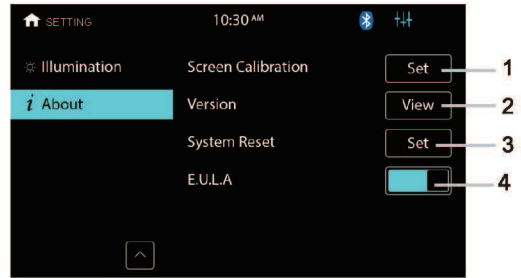 SETTING 10:30 AM
Illumination Screen Calibration Set 1
i About Version View 2
System Reset Set 3
E.U.L.A 4